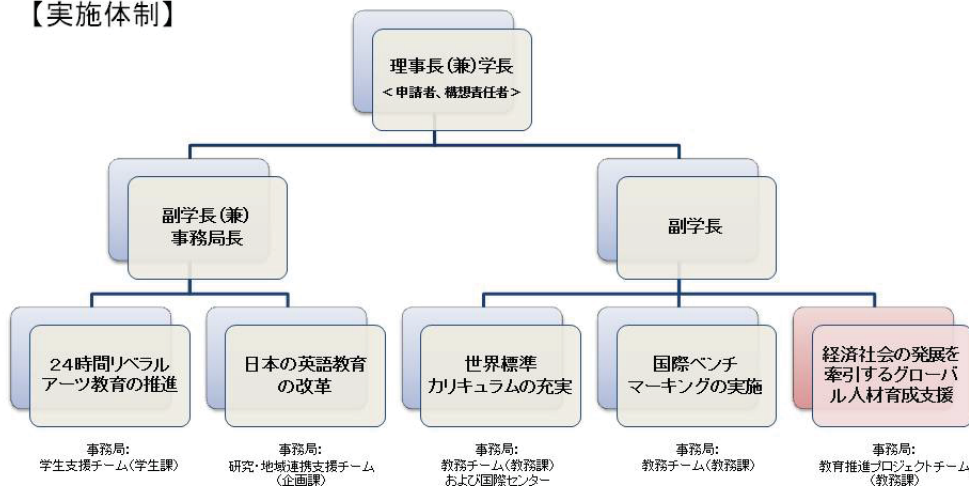 【実施体制】
理事長(兼)学長
＜申請者、構想責任者＞
副学長(兼)
事務局長
副学長
24時間リベラル
アーツ教育の推進
日本の英語教育
の改革
世界標準
カリキュラムの充実
国際ベンチ
マーキングの実施
経済社会の発展を
牽引するグローバ
ル人材育成支援
事務局:
学生支援チーム(学生課)
事務局:
研究・地域連携支援チーム
(企画課)
事務局:
教務チーム(教務課)
および国際センター
事務局:
教務チーム(教務課)
事務局:
教育推進プロジェクトチーム
(教務課)